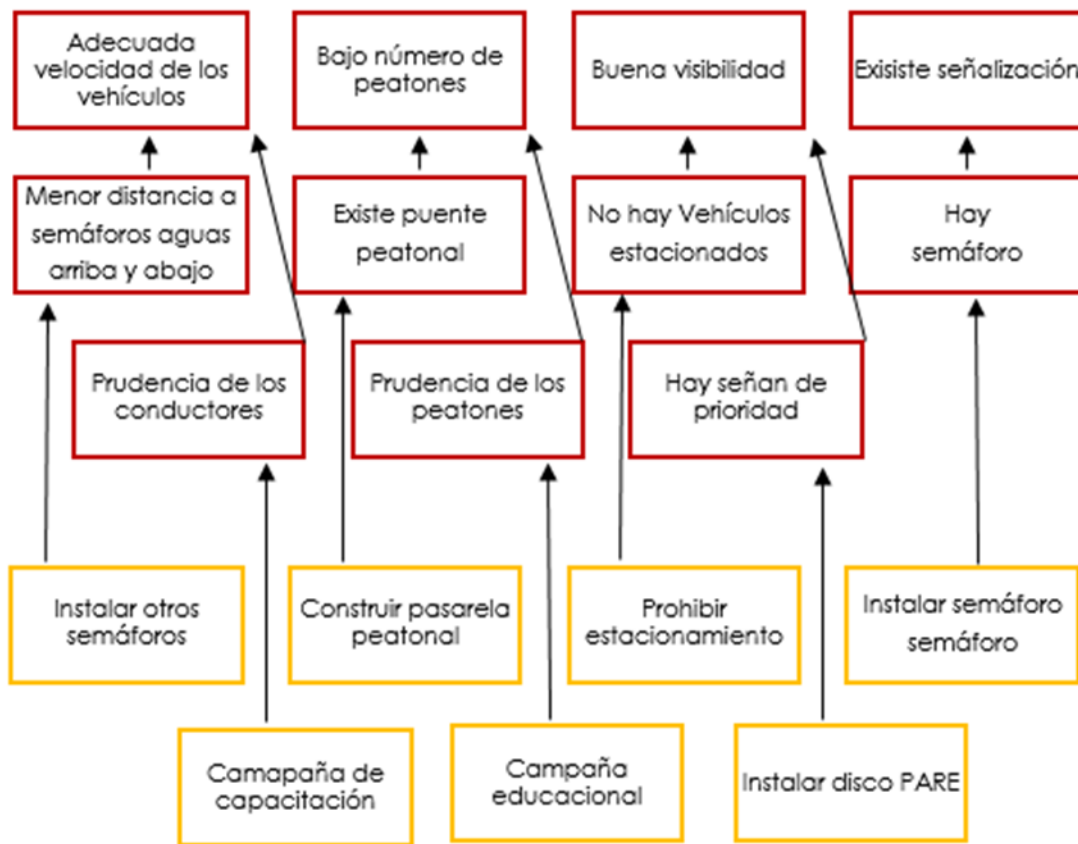 Adecuada
velocidad de los
vehículos
Bajo número de
peatones
Buena visibilidad
Exisiste señalización
Menor distancia a
semáforos aguas
arriba y abajo
Existe puente
peatonal
No hay Vehículos
estacionados
Hay
semáforo
Prudencia de los
conductores
Prudencia de los
peatones
Hay señan de
prioridad
Instalar otros
semáforos
Construir pasarela
peatonal
Prohibir
estacionamiento
Instalar semáforo
semáforo
Camapaña de
capacitación
Campaña
educacional
Instalar disco PARE